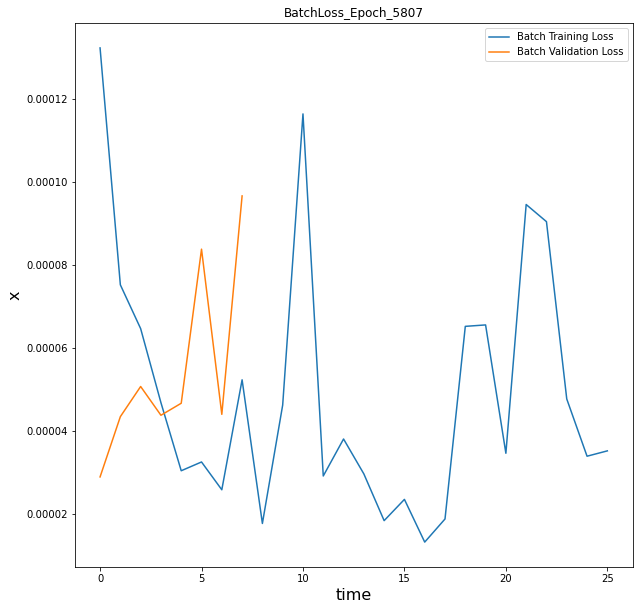 BatchLoss_Epoch_5807
Batch Training Loss
Batch Validation Loss
0.00012
0.00010
0.00008
0.00006
0.00004
0.00002
x
0 5 10 15 20 25
time